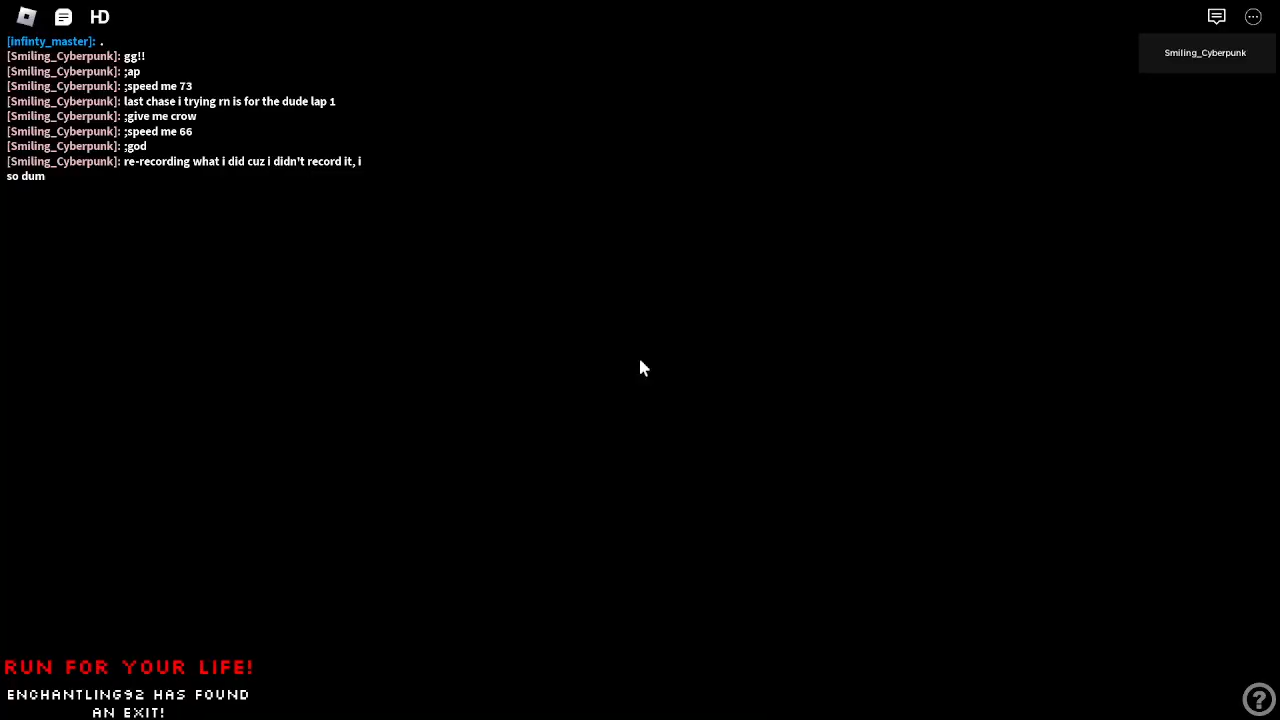 HD
[infinty_master]: .
[Smiling_Cyberpunk]: gg!!
[Smiling_Cyberpunk]: ;ap
[Smiling_Cyberpunk]: ;speed me 73
[Smiling_Cyberpunk]: last chase i trying rn is for the dude lap 1
[Smiling_Cyberpunk]: ;give me crow
[Smiling_Cyberpunk]: ;speed me 66
[Smiling_Cyberpunk]: ;god
[Smiling_Cyberpunk]: re-recording what i did cuz i didn't record it, i
so dum
Smiling_Cyberpunk
RUN FOR YOUR LIFE!
ENCHANTLING92 HAS FOUND
AN EXIT!
?